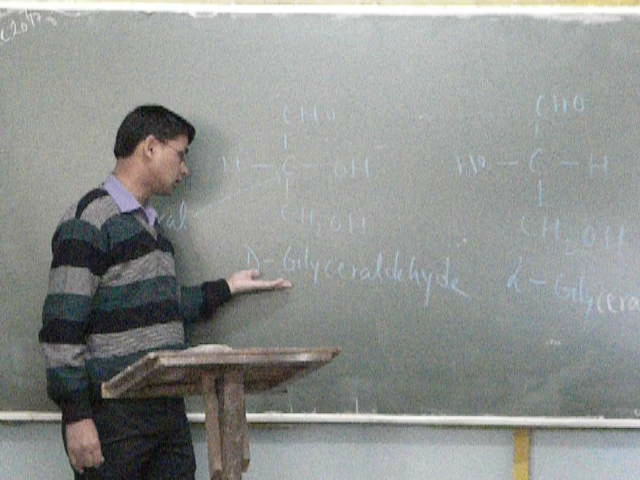 CHO
H — C — OH
CH₂OH
D - Glyceraldehyde
CHO
HO — C — H
CH₂OH
L - Glycera